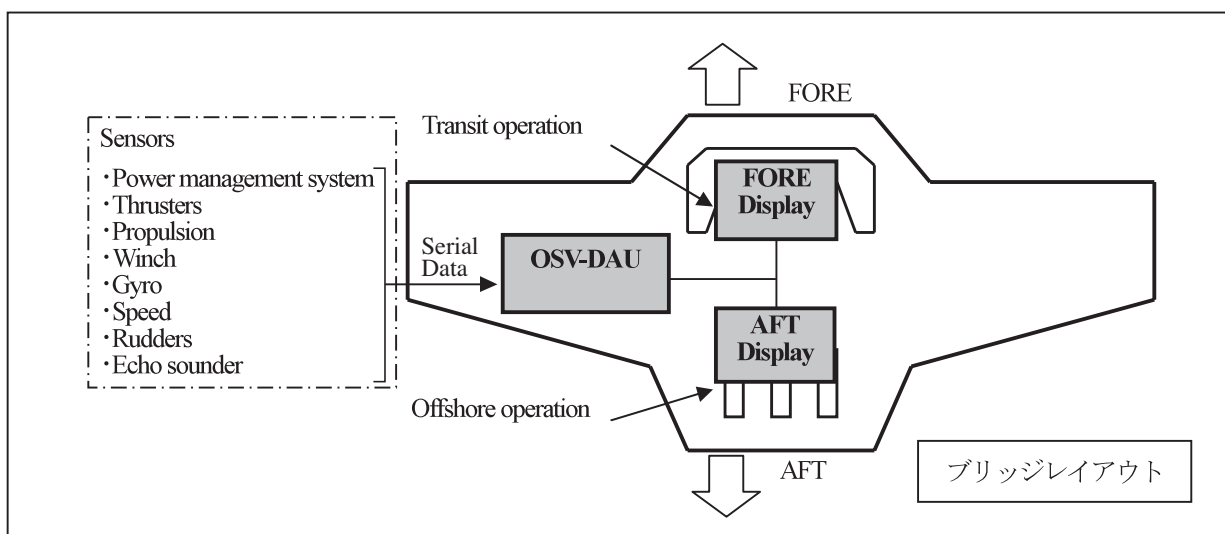 FORE
Transit operation
Sensors
・Power management system
・Thrusters
・Propulsion
・Winch
・Gyro
・Speed
・Rudders
・Echo sounder
Serial
Data
OSV-DAU
FORE
Display
AFT
Display
Offshore operation
AFT
ブリッジレイアウト